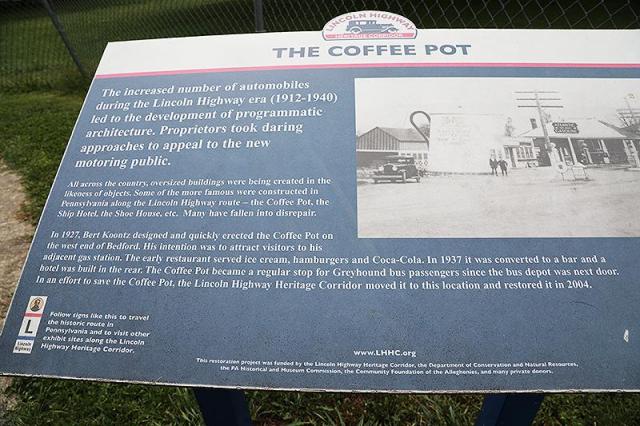 LINCOLN HIGHWAY
HERITAGE CORRIDOR
THE COFFEE POT
The increased number of automobiles
during the Lincoln Highway era (1912-1940)
led to the development of programmatic
architecture. Proprietors took daring
approaches to appeal to the new
motoring public.
All across the country, oversized buildings were being created in the
likeness of objects. Some of the more famous were constructed in
Pennsylvania along the Lincoln Highway route – the Coffee Pot, the
Ship Hotel, the Shoe House, etc. Many have fallen into disrepair.
In 1927, Bert Koontz designed and quickly erected the Coffee Pot on
the west end of Bedford. His intention was to attract visitors to his
adjacent gas station. The early restaurant served ice cream, hamburgers and Coca-Cola. In 1937 it was converted to a bar and a
hotel was built in the rear. The Coffee Pot became a regular stop for Greyhound bus passengers since the bus depot was next door.
In an effort to save the Coffee Pot, the Lincoln Highway Heritage Corridor moved it to this location and restored it in 2004.
L
Lincoln
Highway
Follow signs like this to travel
the historic route in
Pennsylvania and to visit other
exhibit sites along the Lincoln
Highway Heritage Corridor.
www.LHHC.org
This restoration project was funded by the Lincoln Highway Heritage Corridor, the Department of Conservation and Natural Resources,
the PA Historical and Museum Commission, the Community Foundation of the Alleghenies, and many private donors.